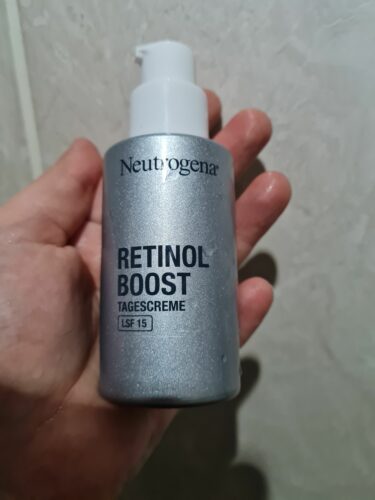 Neutrogena®
RETINOL
BOOST
TAGESCREME
LSF 15